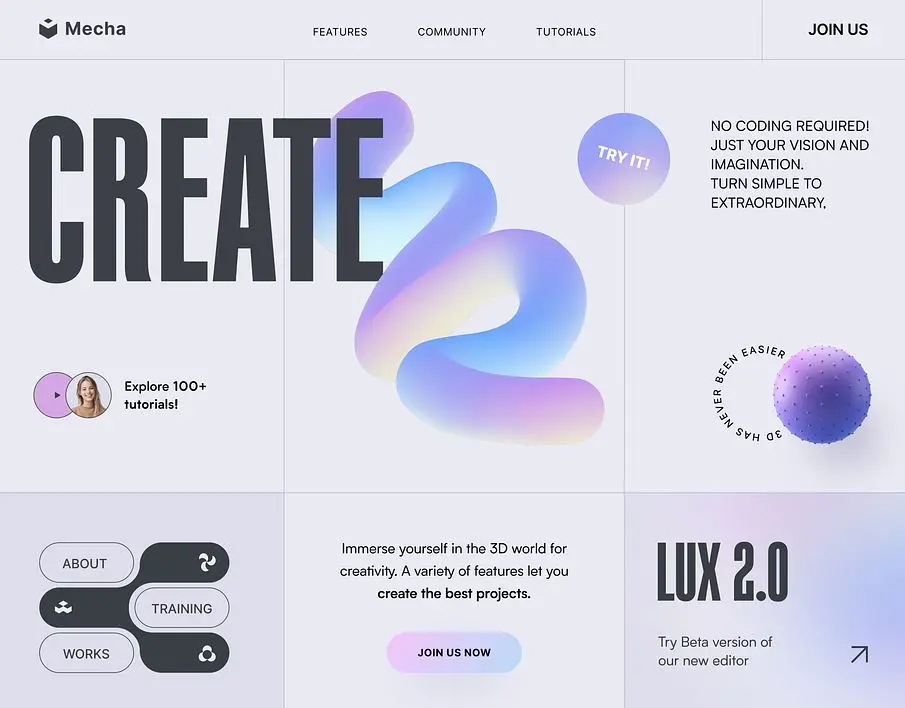 Mecha
FEATURES
COMMUNITY
TUTORIALS
JOIN US
CREATE
TRY IT!
NO CODING REQUIRED!
JUST YOUR VISION AND
IMAGINATION.
TURN SIMPLE TO
EXTRAORDINARY,
Explore 100+
tutorials!
3D HAS NEVER BEEN EASIER
ABOUT
TRAINING
WORKS
Immerse yourself in the 3D world for
creativity. A variety of features let you
create the best projects.
JOIN US NOW
LUX 2.0
Try Beta version of
our new editor